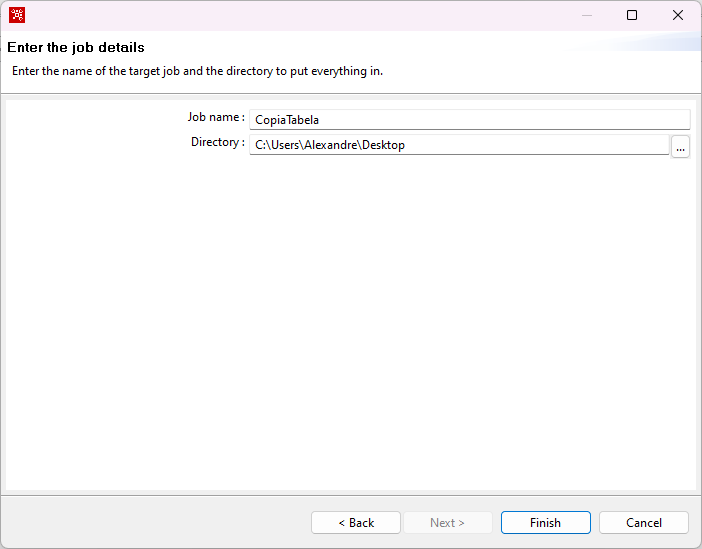 Enter the job details
Enter the name of the target job and the directory to put everything in.
Job name : CopiaTabela
Directory : C:\Users\Alexandre\Desktop ...
< Back Next > Finish Cancel